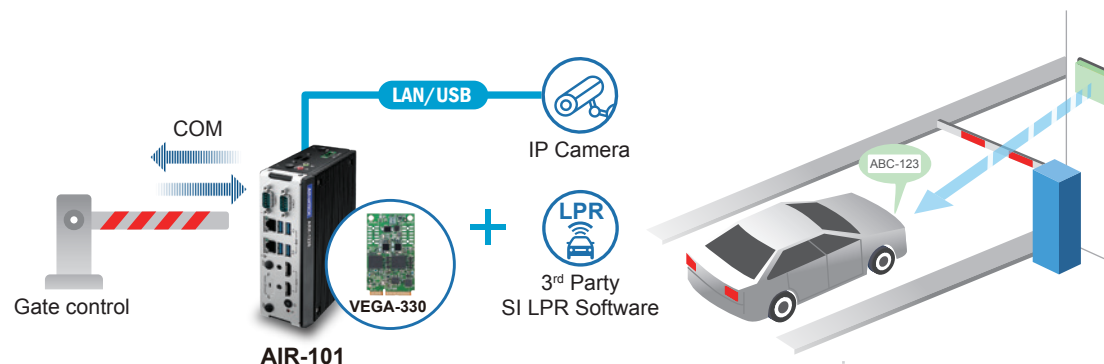 LAN/USB
COM
IP Camera
ABC-123
LPR
VEGA-330
3rd Party
SI LPR Software
Gate control
AIR-101